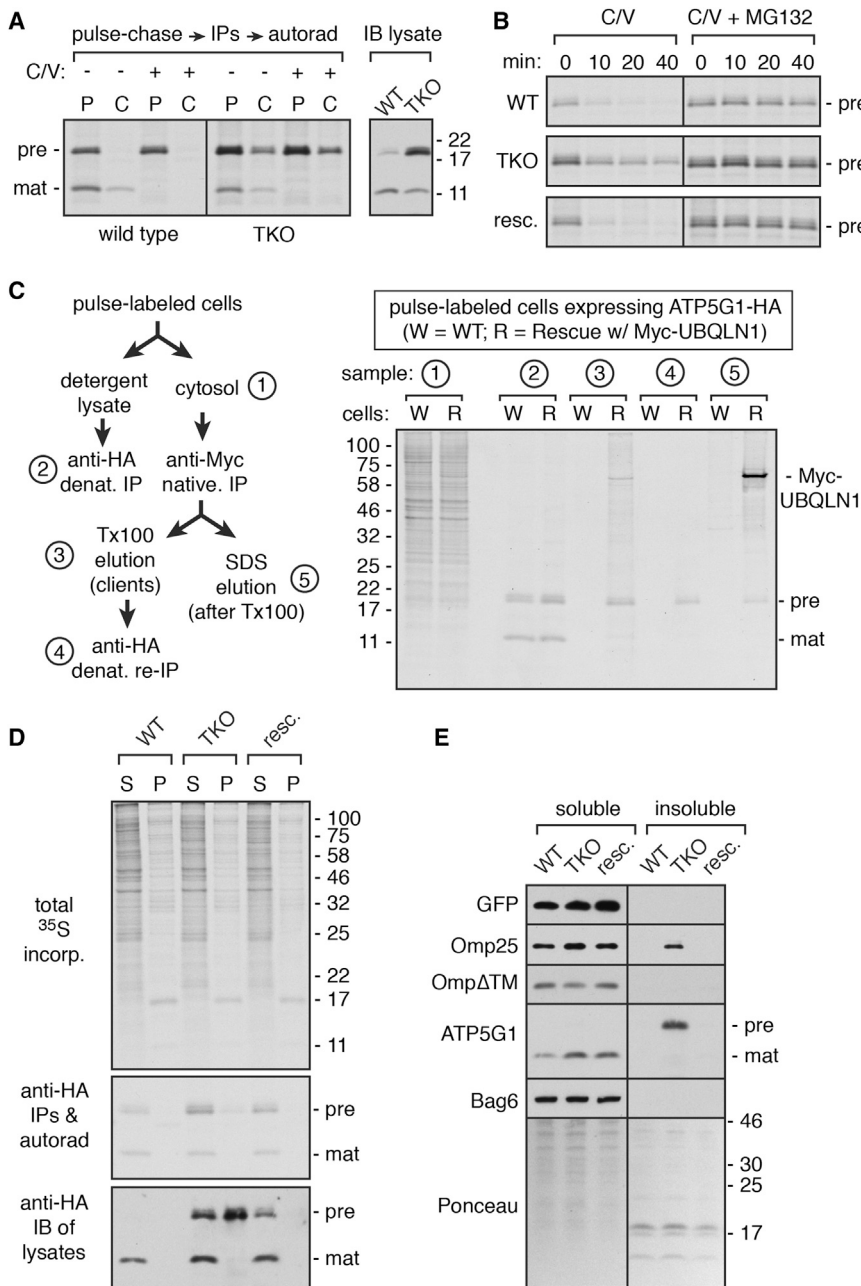 A
pulse-chase → IPs → autorad
IB lysate
C/V: - - + + - - + +
P C P C P C P C
WT TKO
pre -
mat -
- 22
- 17
- 11
wild type
TKO
B
C/V
C/V + MG132
min: 0 10 20 40 0 10 20 40
WT
- pre
TKO
- pre
resc.
- pre
C
pulse-labeled cells
detergent
lysate
cytosol
1
2
anti-HA
denat. IP
anti-Myc
native. IP
3
Tx100
elution
(clients)
SDS
elution
(after Tx100)
5
4
anti-HA
denat. re-IP
pulse-labeled cells expressing ATP5G1-HA
(W = WT; R = Rescue w/ Myc-UBQLN1)
sample: 1 2 3 4 5
cells: W R W R W R W R W R
100 -
75 -
58 -
46 -
32 -
25 -
22 -
17 -
11 -
- Myc-
UBQLN1
- pre
- mat
D
WT TKO resc.
S P S P S P
total
35S
incorp.
- 100
- 75
- 58
- 46
- 32
- 25
- 22
- 17
- 11
anti-HA
IPs &
autorad
- pre
- mat
anti-HA
IB of
lysates
- pre
- mat
E
soluble
insoluble
WT TKO resc. WT TKO resc.
GFP
Omp25
OmpΔTM
ATP5G1
- pre
- mat
Bag6
Ponceau
- 46
- 30
- 25
- 17